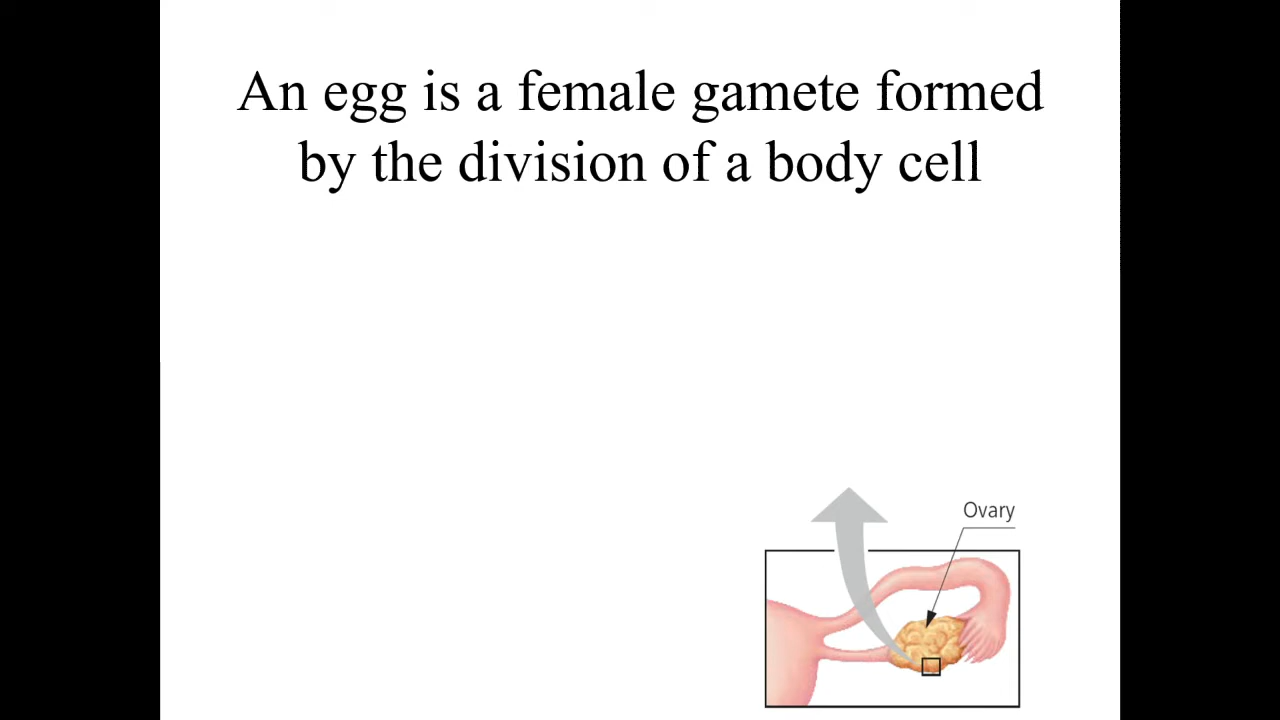 An egg is a female gamete formed
by the division of a body cell
Ovary